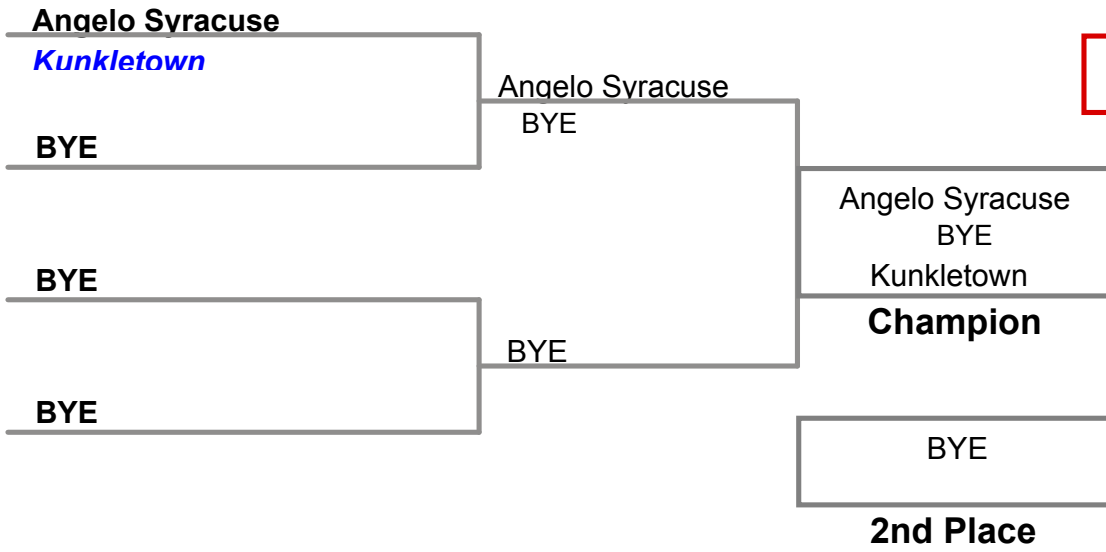 Angelo Syracuse
Kunkletown
Angelo Syracuse
BYE
BYE
Angelo Syracuse
BYE
Kunkletown
BYE
Champion
BYE
BYE
BYE
2nd Place